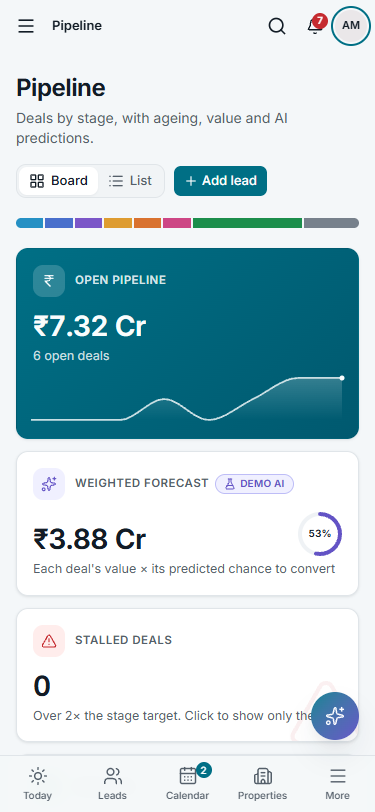 Pipeline
7
AM
Pipeline
Deals by stage, with ageing, value and AI
predictions.
Board
List
+ Add lead
₹
OPEN PIPELINE
₹7.32 Cr
6 open deals
WEIGHTED FORECAST
DEMO AI
₹3.88 Cr
53%
Each deal's value × its predicted chance to convert
STALLED DEALS
0
Over 2× the stage target. Click to show only
2
Today
Leads
Calendar
Properties
More